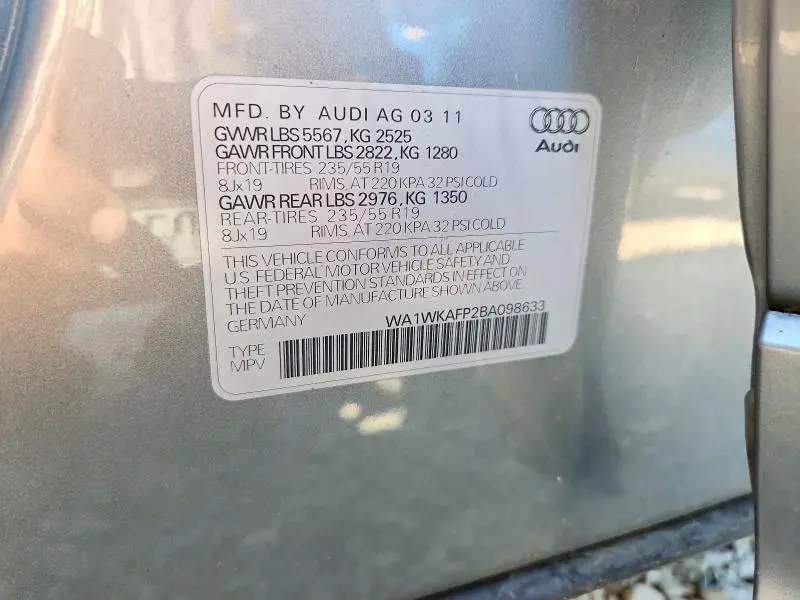 MFD. BY AUDI AG 03 11
Audi
GVWR LBS 5567, KG 2525
GAWR FRONT LBS 2822, KG 1280
FRONT-TIRES 235/55 R19
8Jx19 RIMS, AT 220 KPA 32 PSI COLD
GAWR REAR LBS 2976, KG 1350
REAR-TIRES 235/55 R19
8Jx19 RIMS, AT 220 KPA 32 PSI COLD
THIS VEHICLE CONFORMS TO ALL APPLICABLE
U.S. FEDERAL MOTOR VEHICLE SAFETY AND
THEFT PREVENTION STANDARDS IN EFFECT ON
THE DATE OF MANUFACTURE SHOWN ABOVE
GERMANY WA1WKAFP2BA098633
TYPE
MPV